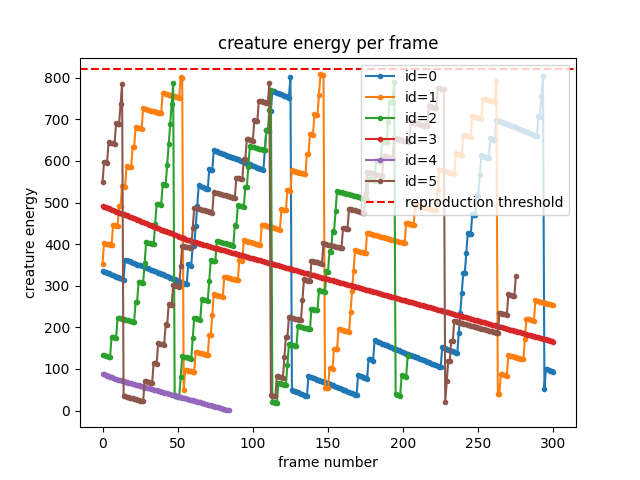 creature energy per frame
creature energy
800
700
600
500
400
300
200
100
0
0
50
100
150
200
250
300
frame number
id=0
id=1
id=2
id=3
id=4
id=5
reproduction threshold